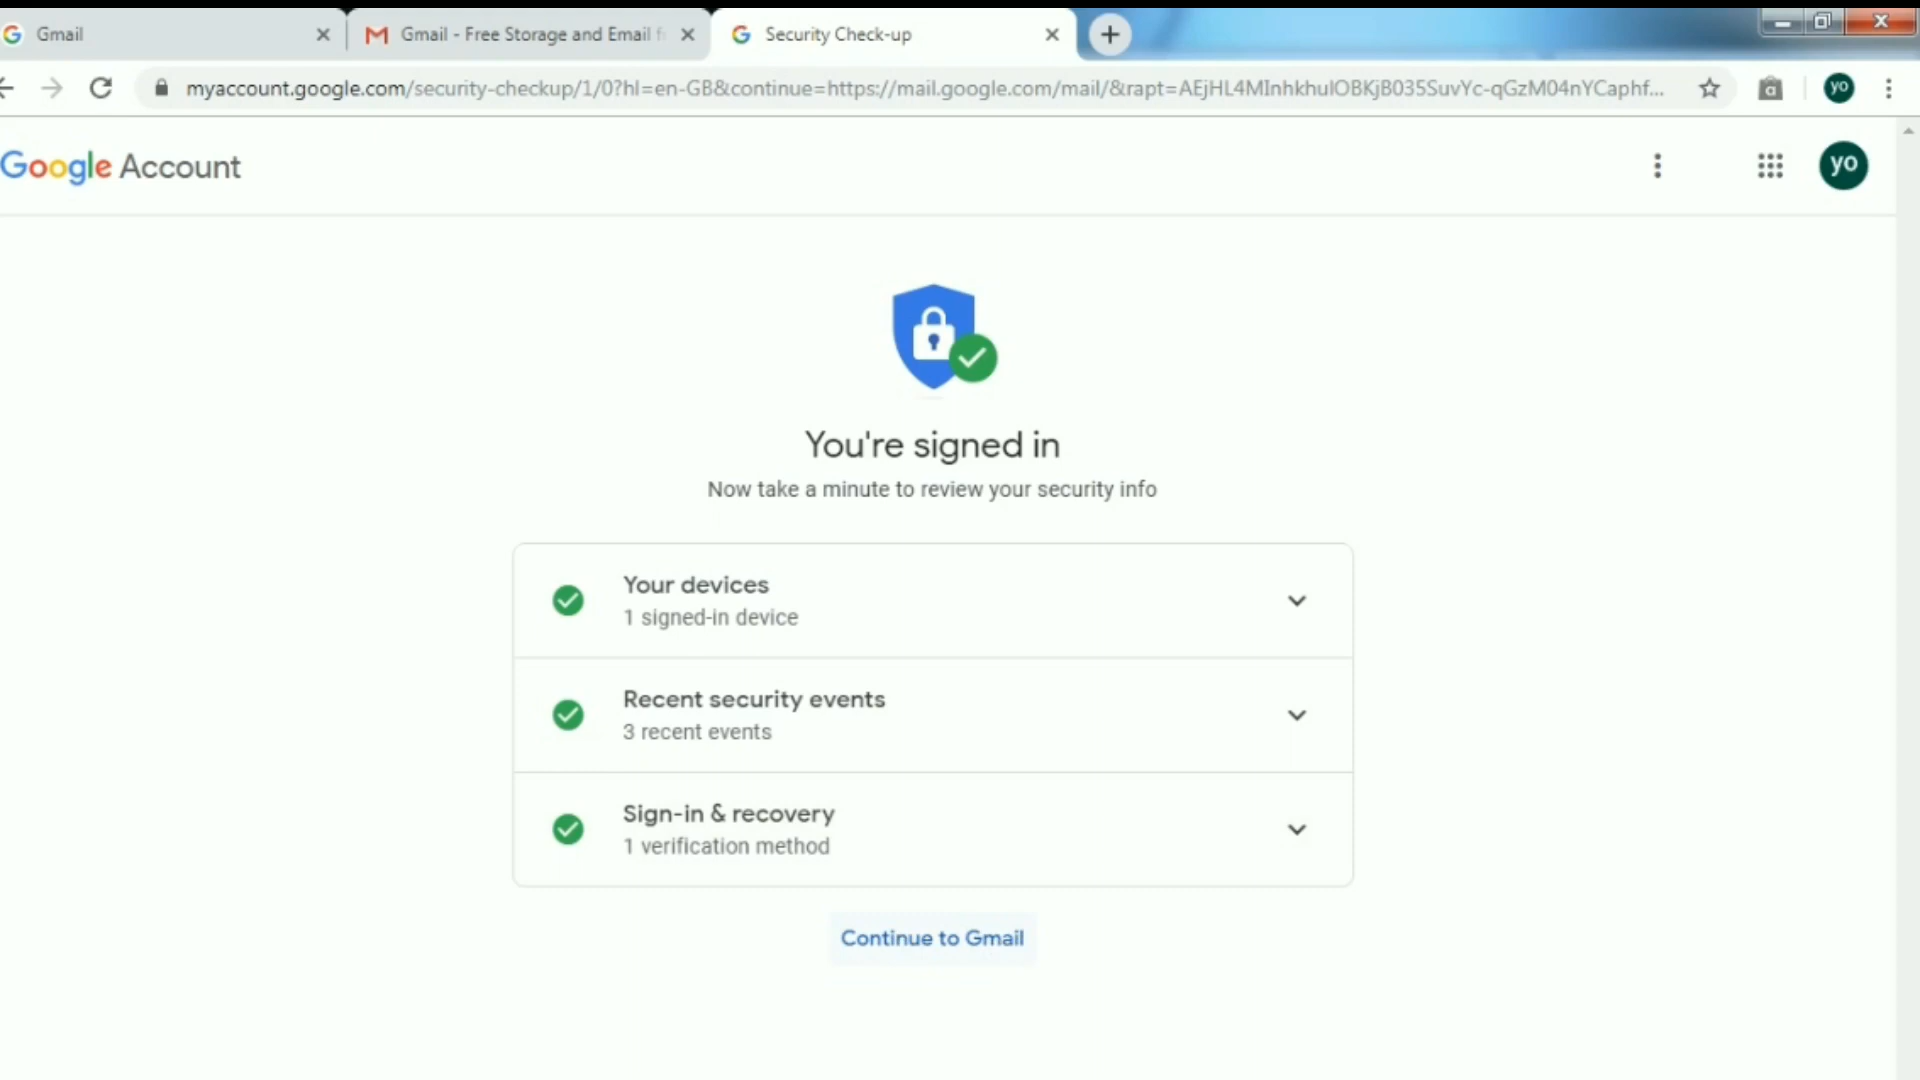 Gmail
Gmail - Free Storage and Email f
Security Check-up
myaccount.google.com/security-checkup/1/0?hl=en-GB&continue=https://mail.google.com/mail/&rapt=AEjHL4MInhkhulOBKjB035SuvYc-qGzM04nYCaphf...
yo
Google Account
yo
You're signed in
Now take a minute to review your security info
Your devices
1 signed-in device
Recent security events
3 recent events
Sign-in & recovery
1 verification method
Continue to Gmail